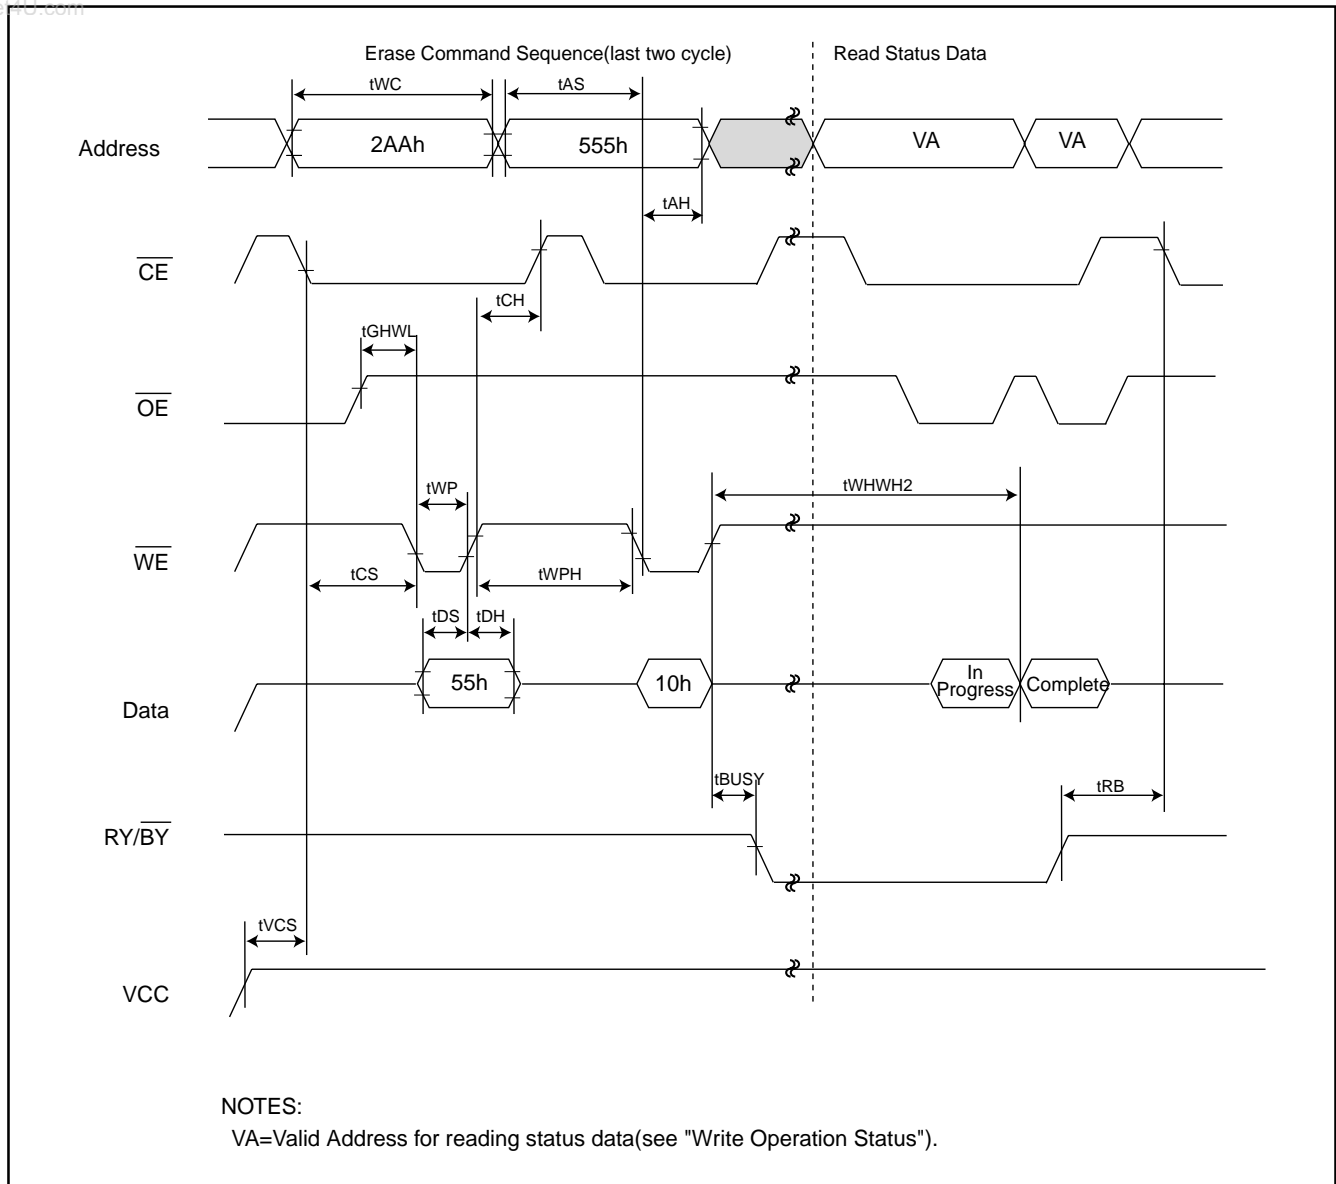 Erase Command Sequence(last two cycle) Read Status Data
tWC tAS
Address 2AAh 555h VA VA
tAH
CE
tCH
tGHWL
OE
tWP tWHWH2
WE
tCS tWPH
tDS tDH
Data 55h 10h In Progress Complete
tBUSY tRB
RY/BY
tVCS
VCC
NOTES:
VA=Valid Address for reading status data(see "Write Operation Status").